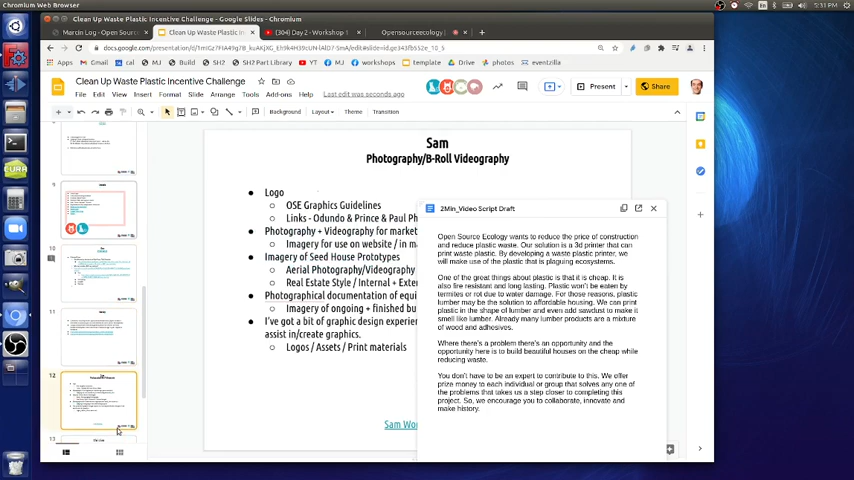 Chromium Web Browser
En
5:31 PM
Clean Up Waste Plastic Incentive Challenge - Google Slides - Chromium
Marcin Log - Open Source
Clean Up Waste Plastic In
(304) Day 2 - Workshop 1
Opensourceecology
docs.google.com/presentation/d/
Apps
Log
MJ
Build
SH2
SH2 Part Library
YT
MJ
workshops
template
Drive
photos
eventzilla
Clean Up Waste Plastic Incentive Challenge
File Edit View Insert Format Slide Arrange Tools Add-ons Help Last edit was seconds ago
Present
Share
Background
Layout
Theme
Transition
9
10
11
12
13
Sam
Photography/B-Roll Videography
Logo
OSE Graphics Guidelines
Links - Odundo & Prince & Paul Ph
Photography + Videography for market
Imagery for use on website / in ma
Imagery of Seed House Prototypes
Aerial Photography/Videography
Real Estate Style / Internal + Exter
Photographical documentation of equi
Imagery of ongoing + finished bu
I've got a bit of graphic design experien
assist in/create graphics.
Logos / Assets / Print materials
Sam Wo
2Min_Video Script Draft
Open Source Ecology wants to reduce the price of construction
and reduce plastic waste. Our solution is a 3d printer that can
print waste plastic. By developing a waste plastic printer, we
will make use of the plastic that is plaguing ecosystems.
One of the great things about plastic is that it is cheap. It is
also fire resistant and long lasting. Plastic won't be eaten by
termites or rot due to water damage. For those reasons, plastic
lumber may be the solution to affordable housing. We can print
plastic in the shape of lumber and even add sawdust to make it
smell like lumber. Already many lumber products are a mixture
of wood and adhesives.
Where there's a problem there's an opportunity and the
opportunity here is to build beautiful houses on the cheap while
reducing waste.
You don't have to be an expert to contribute to this. We offer
prize money to each individual or group that solves any one of
the problems that takes us a step closer to completing this
project. So, we encourage you to collaborate, innovate and
make history.
CURA